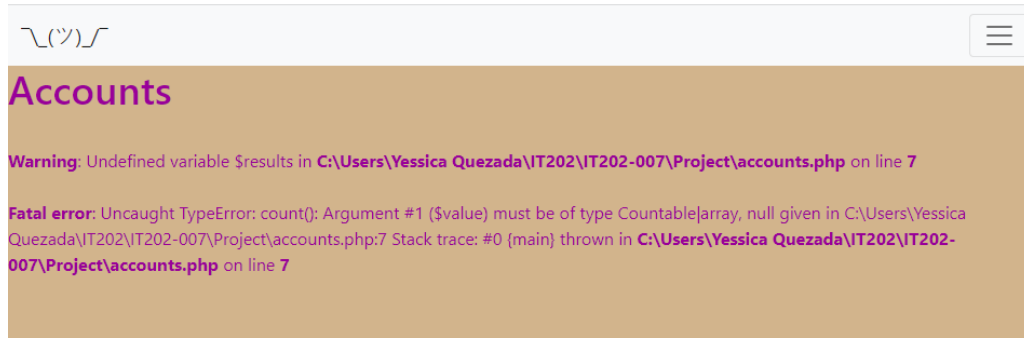 ¯\_(ツ)_/¯
Accounts
Warning: Undefined variable $results in C:\Users\Yessica Quezada\IT202\IT202-007\Project\accounts.php on line 7
Fatal error: Uncaught TypeError: count(): Argument #1 ($value) must be of type Countable|array, null given in C:\Users\Yessica
Quezada\IT202\IT202-007\Project\accounts.php:7 Stack trace: #0 {main} thrown in C:\Users\Yessica Quezada\IT202\IT202-
007\Project\accounts.php on line 7